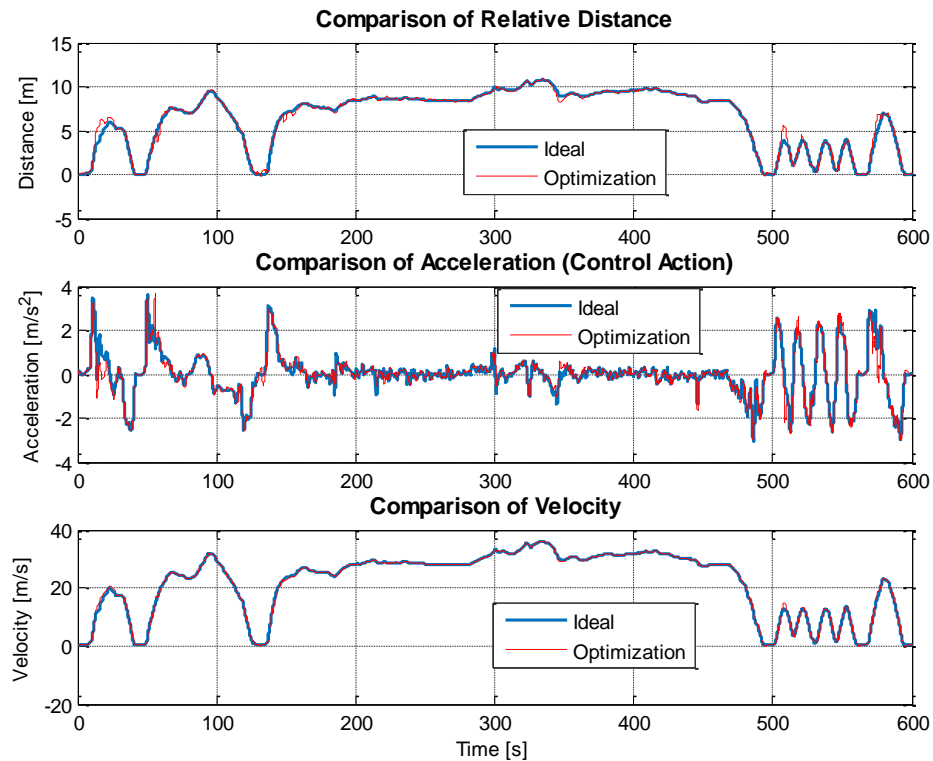 Comparison of Relative Distance
15
10
5
0
-5
Distance [m]
Ideal
Optimization
0 100 200 300 400 500 600
Comparison of Acceleration (Control Action)
4
2
0
-2
-4
Acceleration [m/s²]
Ideal
Optimization
0 100 200 300 400 500 600
Comparison of Velocity
40
20
0
-20
Velocity [m/s]
Ideal
Optimization
0 100 200 300 400 500 600
Time [s]